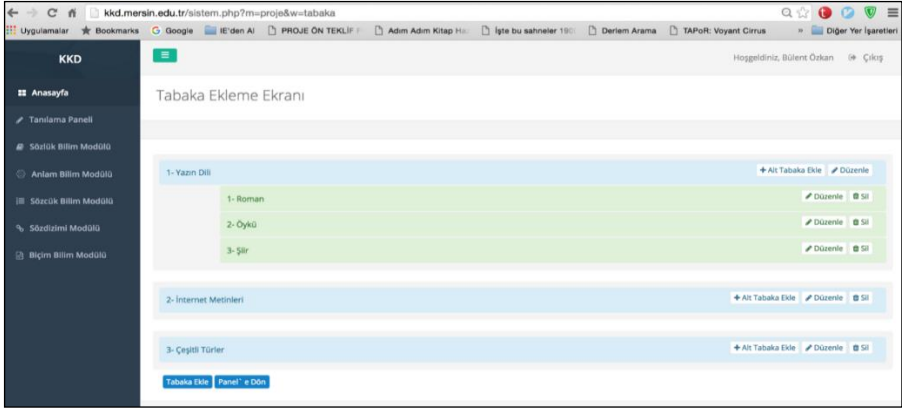 kkd.mersin.edu.tr/sistem.php?m=proje&w=tabaka
Uygulamalar Bookmarks Google IE'den Al PROJE ÖN TEKLİF Adım Adım Kitap İşte bu sahneler Derlem Arama TAPoR: Voyant Cirrus » Diğer Yer İşaretleri
KKD Hoşgeldiniz, Bülent Özkan Çıkış
Anasayfa
Tabaka Ekleme Ekranı
Tanılama Paneli
Sözlük Bilim Modülü
Anlam Bilim Modülü
Sözcük Bilim Modülü
Sözdizimi Modülü
Biçim Bilim Modülü
1- Yazın Dili + Alt Tabaka Ekle Düzenle
1- Roman Düzenle Sil
2- Öykü Düzenle Sil
3- Şiir Düzenle Sil
2- İnternet Metinleri + Alt Tabaka Ekle Düzenle Sil
3- Çeşitli Türler + Alt Tabaka Ekle Düzenle Sil
Tabaka Ekle Panel`e Dön